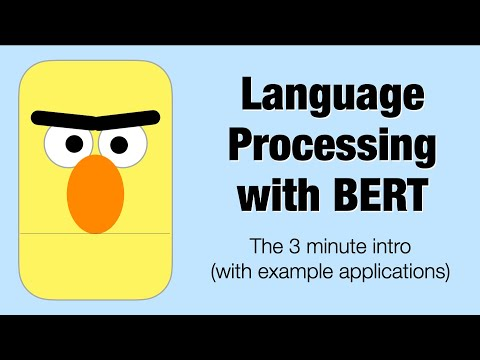 Language
Processing
with BERT
The 3 minute intro
(with example applications)